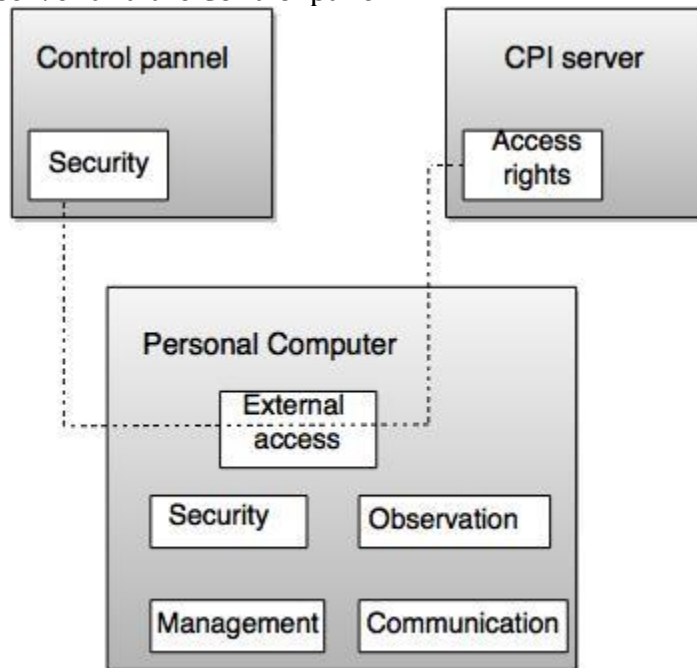 Control pannel
CPI server
Security
Access
rights
Personal Computer
External
access
Security
Observation
Management
Communication